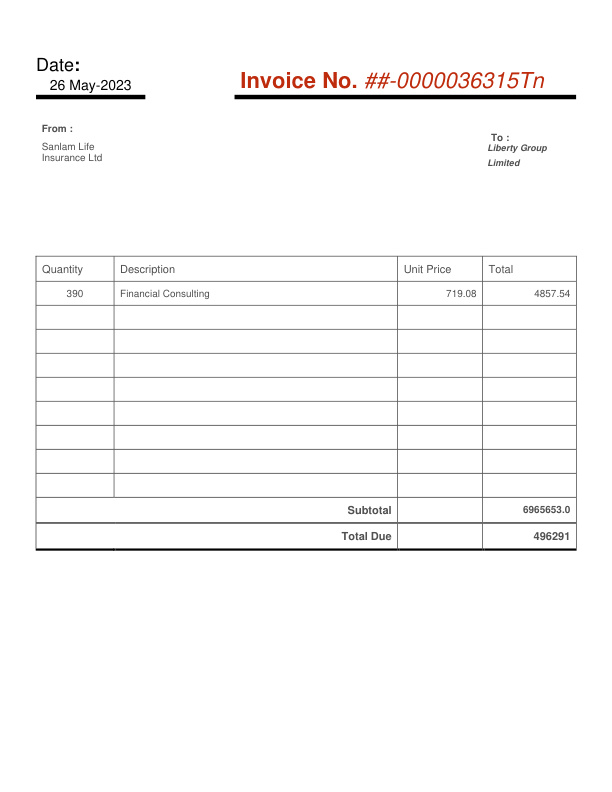 Date:
26 May-2023
Invoice No. ##-0000036315Tn
From :
Sanlam Life
Insurance Ltd
To :
Liberty Group
Limited
Quantity Description Unit Price Total
390 Financial Consulting 719.08 4857.54
Subtotal 6965653.0
Total Due 496291